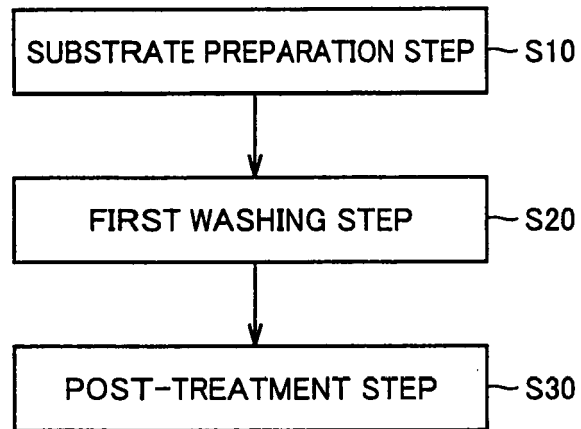 SUBSTRATE PREPARATION STEP S10
FIRST WASHING STEP S20
POST-TREATMENT STEP S30